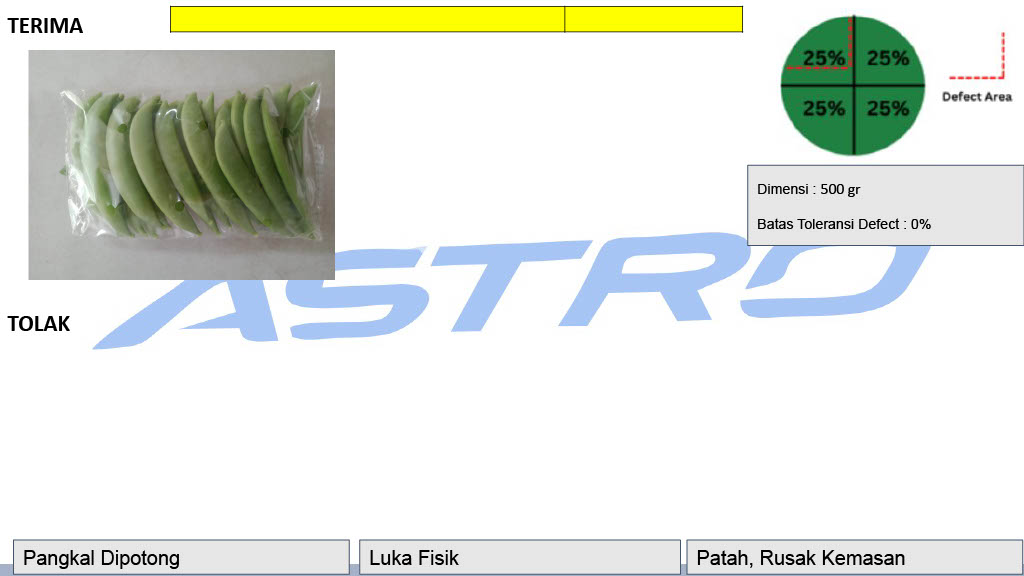 TERIMA
25% 25%
25% 25%
Defect Area
Dimensi : 500 gr
Batas Toleransi Defect : 0%
ASTRO
TOLAK
Pangkal Dipotong
Luka Fisik
Patah, Rusak Kemasan